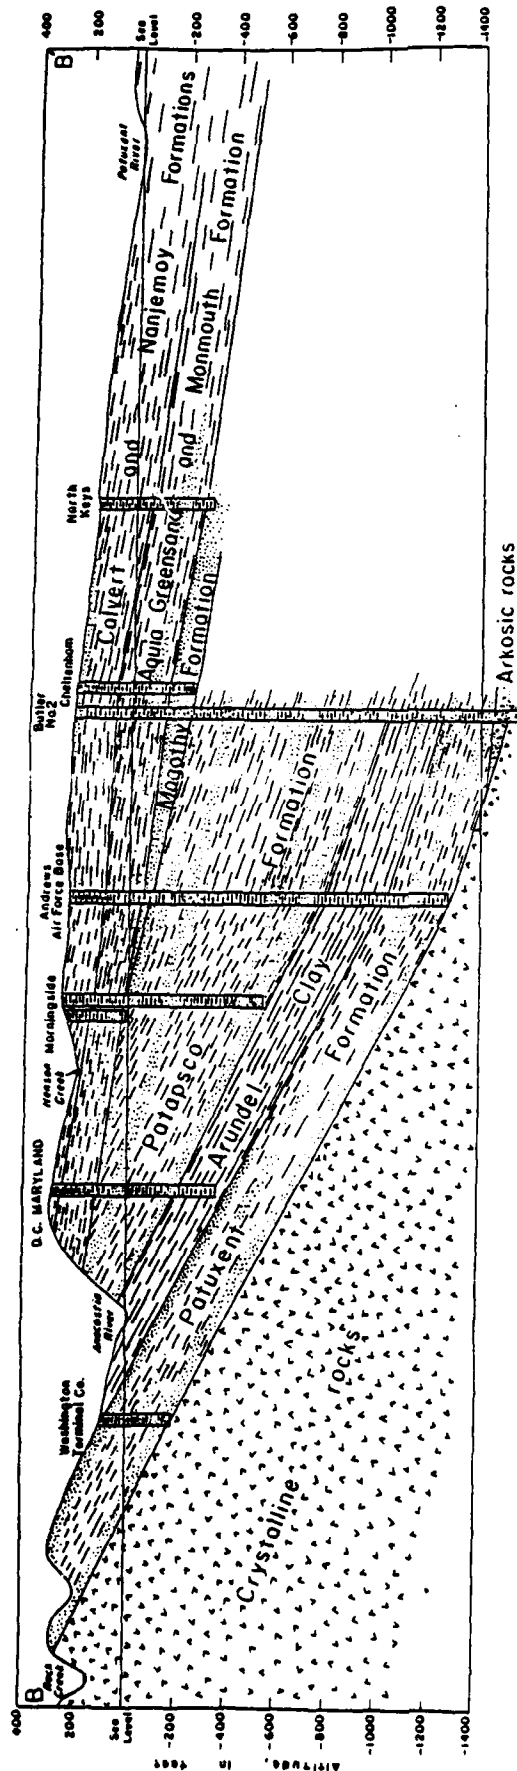 B
B
400
200
Sea
Level
-200
-400
-600
-800
-1000
-1200
-1400
Altitude, in feet
Rock
Creek
Washington
Terminal Co.
Anacostia
River
D.C. MARYLAND
Henson
Creek
Morningside
Andrews
Air Force Base
Butler
No.2
Cheltenham
North
Keys
Patuxent
River
400
200
Sea
Level
-200
-400
-600
-800
-1000
-1200
-1400
Calvert and Nanjemoy Formations
Aquia Greensand and Monmouth Formation
Magothy Formation
Patapsco Formation
Arundel Clay
Patuxent Formation
Crystalline rocks
Arkosic rocks